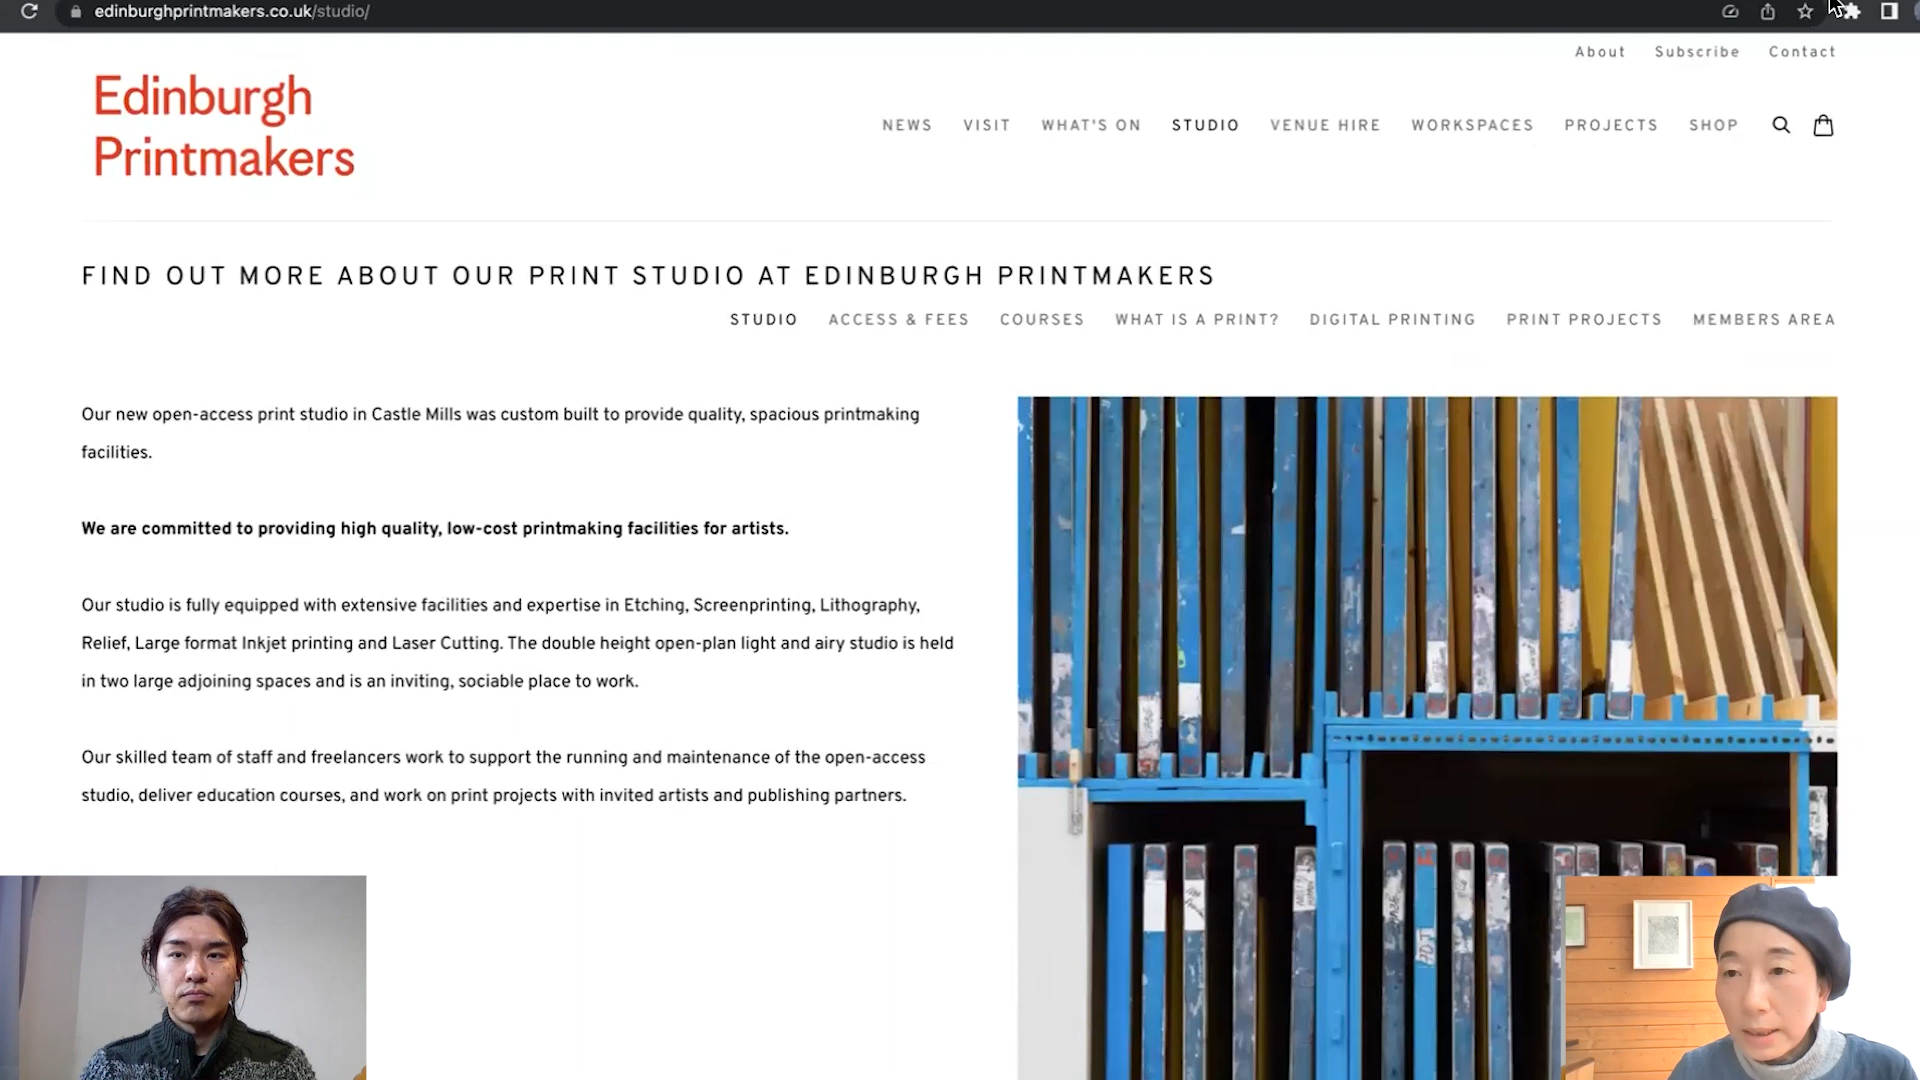 edinburghprintmakers.co.uk/studio/
About Subscribe Contact
Edinburgh
Printmakers
NEWS VISIT WHAT'S ON STUDIO VENUE HIRE WORKSPACES PROJECTS SHOP
FIND OUT MORE ABOUT OUR PRINT STUDIO AT EDINBURGH PRINTMAKERS
STUDIO ACCESS & FEES COURSES WHAT IS A PRINT? DIGITAL PRINTING PRINT PROJECTS MEMBERS AREA
Our new open-access print studio in Castle Mills was custom built to provide quality, spacious printmaking
facilities.
We are committed to providing high quality, low-cost printmaking facilities for artists.
Our studio is fully equipped with extensive facilities and expertise in Etching, Screenprinting, Lithography,
Relief, Large format Inkjet printing and Laser Cutting. The double height open-plan light and airy studio is held
in two large adjoining spaces and is an inviting, sociable place to work.
Our skilled team of staff and freelancers work to support the running and maintenance of the open-access
studio, deliver education courses, and work on print projects with invited artists and publishing partners.